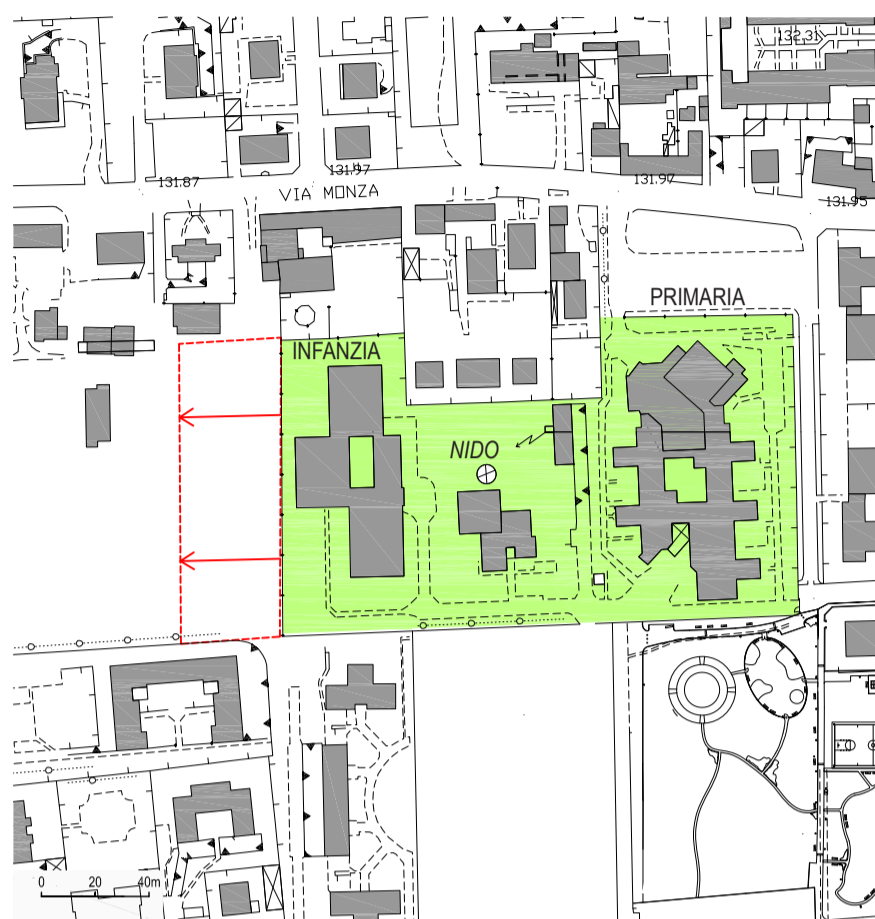 132.31
131.87
131.97
131.97
131.95
VIA MONZA
PRIMARIA
INFANZIA
NIDO
0 20 40m